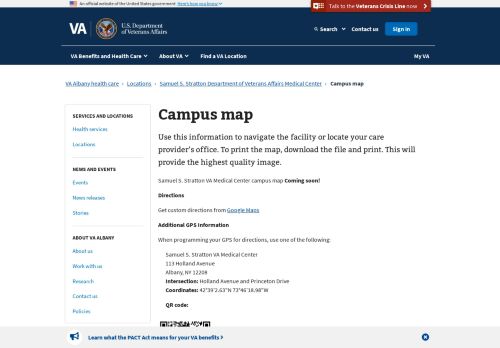 An official website of the United States government Here's how you know
Talk to the Veterans Crisis Line now
VA
U.S. Department
of Veterans Affairs
Search
Contact us
Sign in
VA Benefits and Health Care
About VA
Find a VA Location
My VA
VA Albany health care › Locations › Samuel S. Stratton Department of Veterans Affairs Medical Center › Campus map
SERVICES AND LOCATIONS
Health services
Locations
NEWS AND EVENTS
Events
News releases
Stories
ABOUT VA ALBANY
About us
Work with us
Research
Contact us
Policies
Campus map
Use this information to navigate the facility or locate your care
provider's office. To print the map, download the file and print. This will
provide the highest quality image.
Samuel S. Stratton VA Medical Center campus map Coming soon!
Directions
Get custom directions from Google Maps
Additional GPS Information
When programming your GPS for directions, use one of the following:
Samuel S. Stratton VA Medical Center
113 Holland Avenue
Albany, NY 12208
Intersection: Holland Avenue and Princeton Drive
Coordinates: 42°39'2.63"N 73°46'18.98"W
QR code:
Learn what the PACT Act means for your VA benefits ›